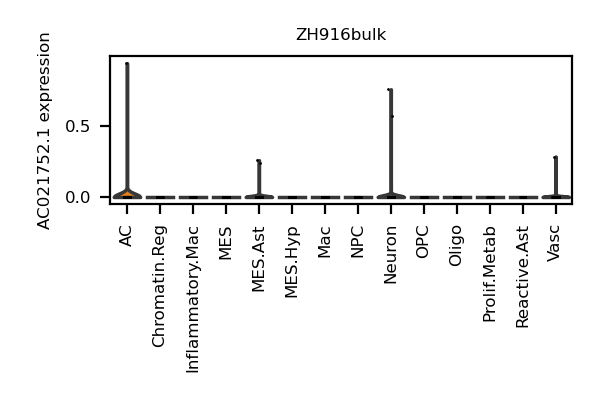 ZH916bulk
AC021752.1 expression
0.5
0.0
AC
Chromatin.Reg
Inflammatory.Mac
MES
MES.Ast
MES.Hyp
Mac
NPC
Neuron
OPC
Oligo
Prolif.Metab
Reactive.Ast
Vasc